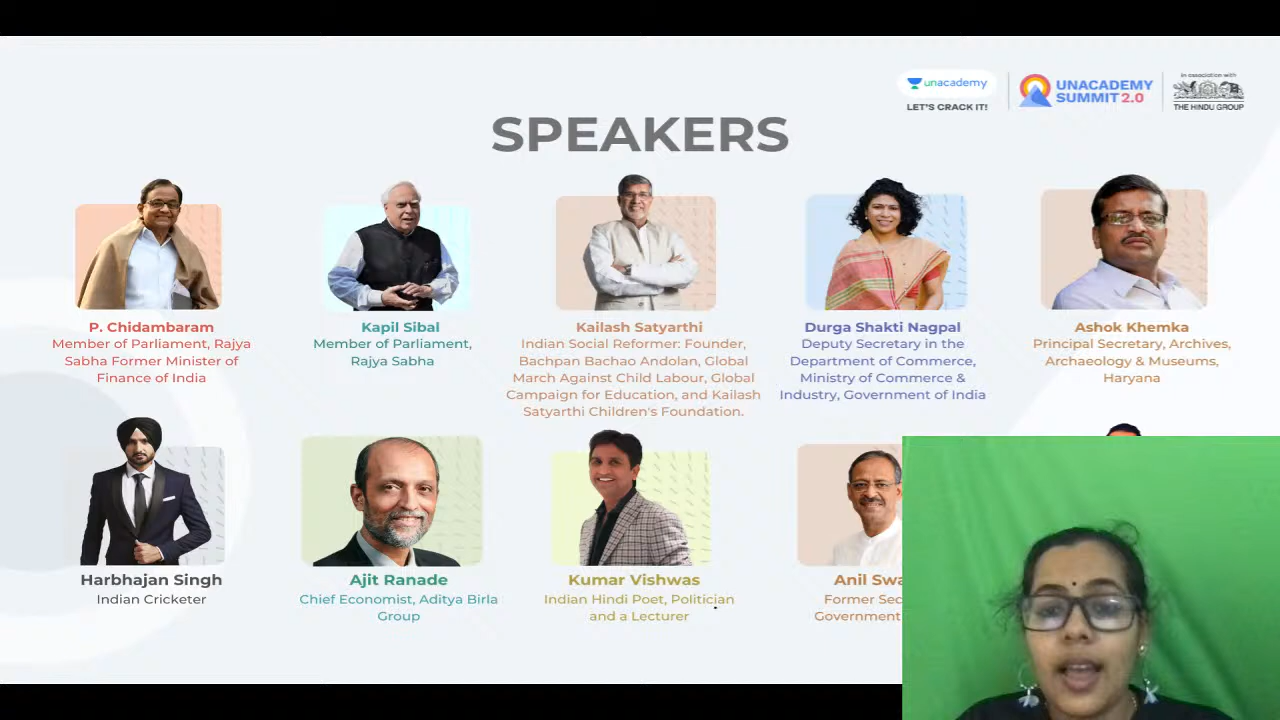 unacademy
LET'S CRACK IT!
UNACADEMY
SUMMIT 2.0
In association with
THE HINDU GROUP
SPEAKERS
P. Chidambaram
Member of Parliament, Rajya
Sabha Former Minister of
Finance of India
Kapil Sibal
Member of Parliament,
Rajya Sabha
Kailash Satyarthi
Indian Social Reformer: Founder,
Bachpan Bachao Andolan, Global
March Against Child Labour, Global
Campaign for Education, and Kailash
Satyarthi Children's Foundation.
Durga Shakti Nagpal
Deputy Secretary in the
Department of Commerce,
Ministry of Commerce &
Industry, Government of India
Ashok Khemka
Principal Secretary, Archives,
Archaeology & Museums,
Haryana
Harbhajan Singh
Indian Cricketer
Ajit Ranade
Chief Economist, Aditya Birla
Group
Kumar Vishwas
Indian Hindi Poet, Politician
and a Lecturer
Anil
Former
Government